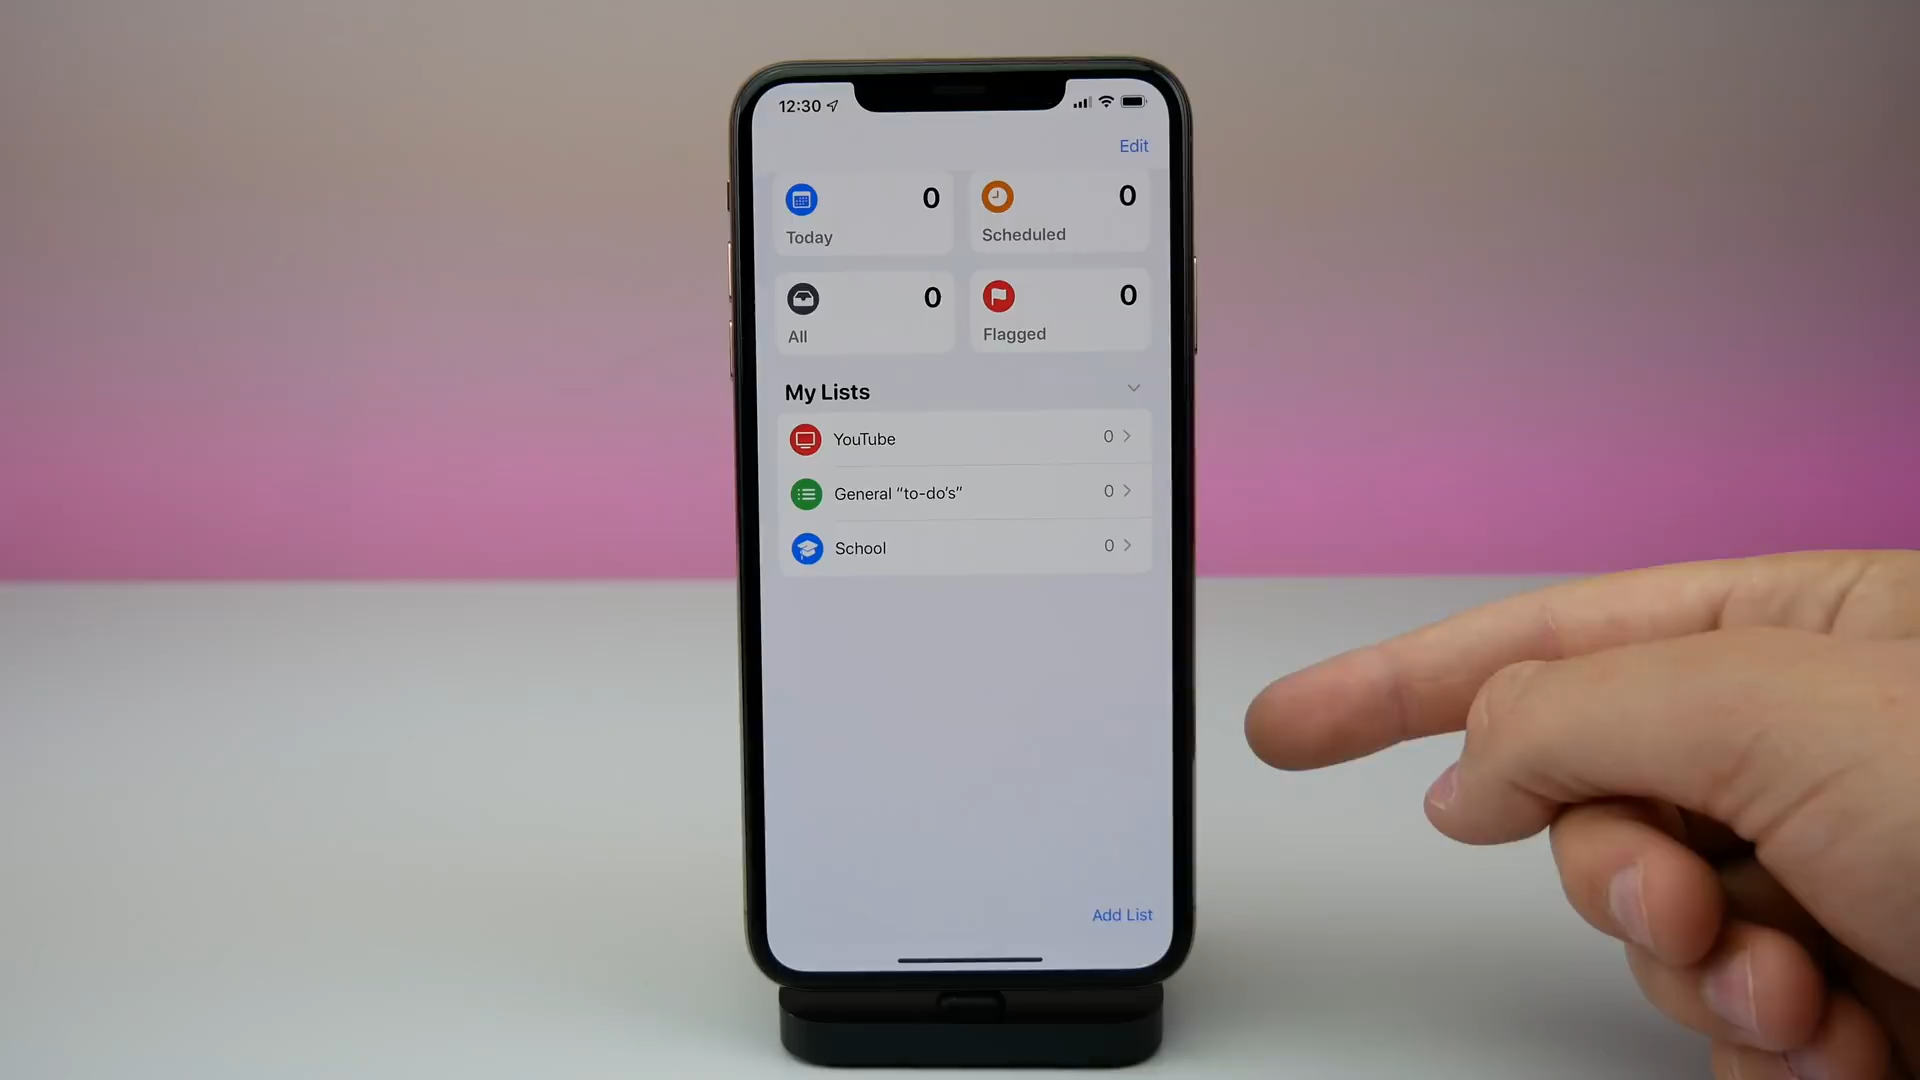 12:30
Edit
0
Today
0
Scheduled
0
All
0
Flagged
My Lists
YouTube 0
General “to-do’s” 0
School 0
Add List